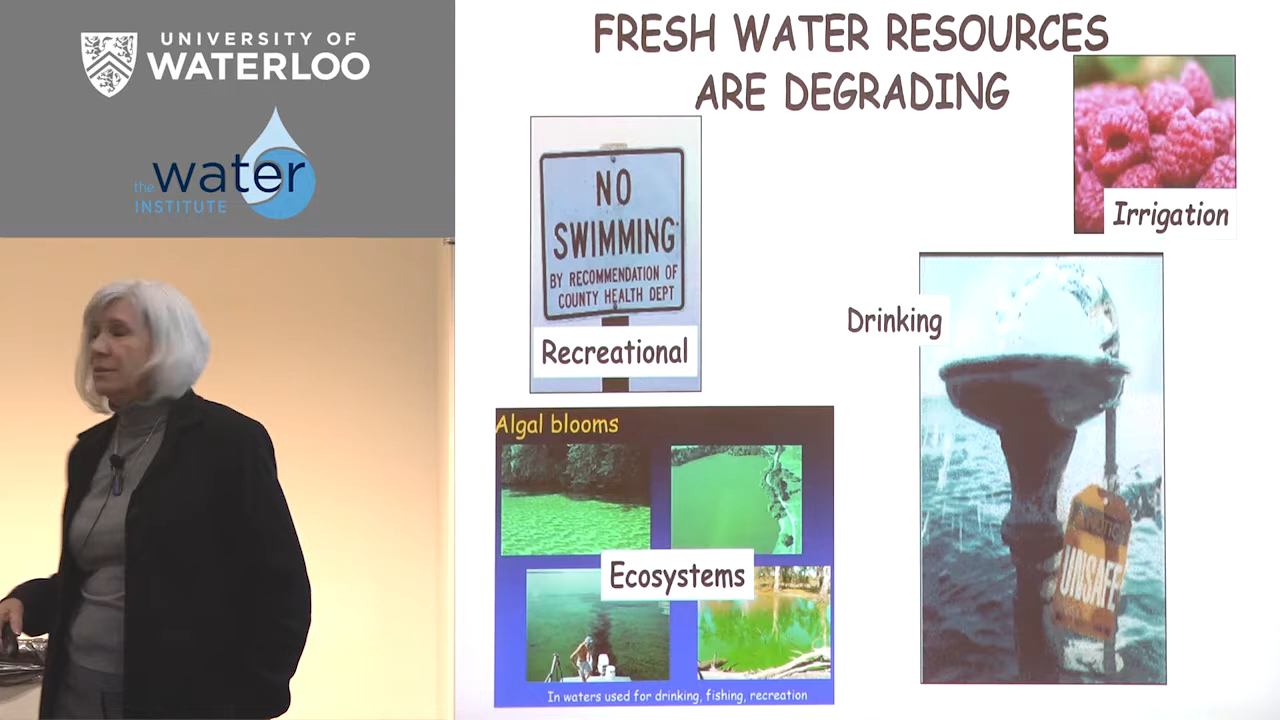 UNIVERSITY OF
WATERLOO
the water
INSTITUTE
FRESH WATER RESOURCES
ARE DEGRADING
NO
SWIMMING
BY RECOMMENDATION OF
COUNTY HEALTH DEPT
Recreational
Irrigation
Drinking
UNSAFE
Algal blooms
Ecosystems
In waters used for drinking, fishing, recreation